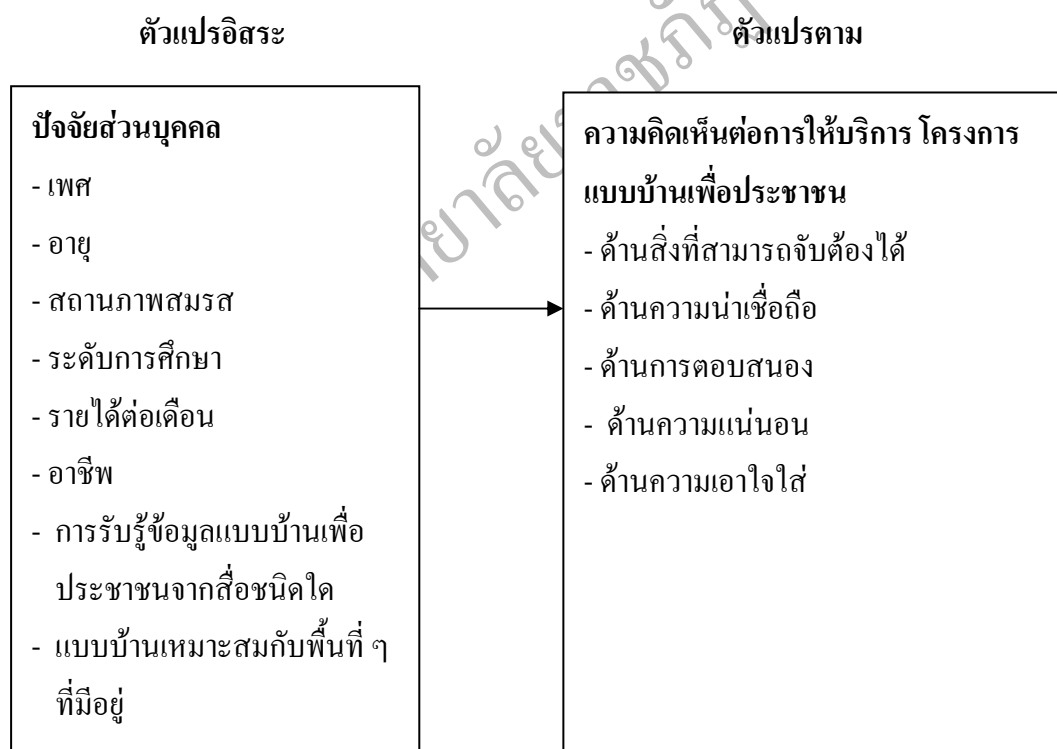 ตัวแปรอิสระ
ตัวแปรตาม
ปัจจัยส่วนบุคคล
- เพศ
- อายุ
- สถานภาพสมรส
- ระดับการศึกษา
- รายได้ต่อเดือน
- อาชีพ
- การรับรู้ข้อมูลแบบบ้านเพื่อ
ประชาชนจากสื่อชนิดใด
- แบบบ้านเหมาะสมกับพื้นที่ ๆ
ที่มีอยู่
ความคิดเห็นต่อการให้บริการ โครงการ
แบบบ้านเพื่อประชาชน
- ด้านสิ่งที่สามารถจับต้องได้
- ด้านความน่าเชื่อถือ
- ด้านการตอบสนอง
- ด้านความแน่นอน
- ด้านความเอาใจใส่